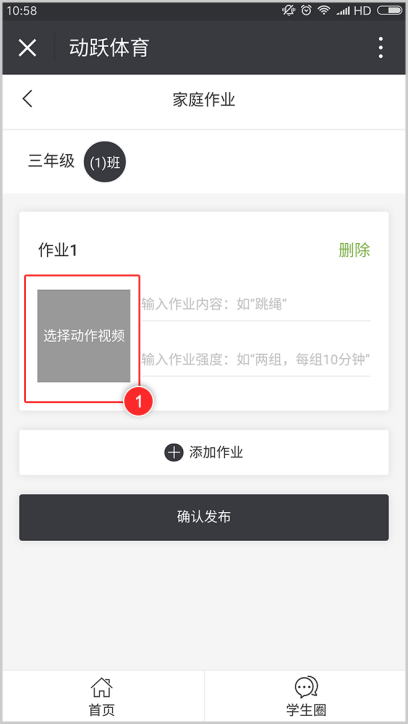 10:58 HD
动跃体育
家庭作业
三年级 (1)班
作业1 删除
选择动作视频
输入作业内容：如“跳绳”
输入作业强度：如“两组，每组10分钟”
1
添加作业
确认发布
首页 学生圈